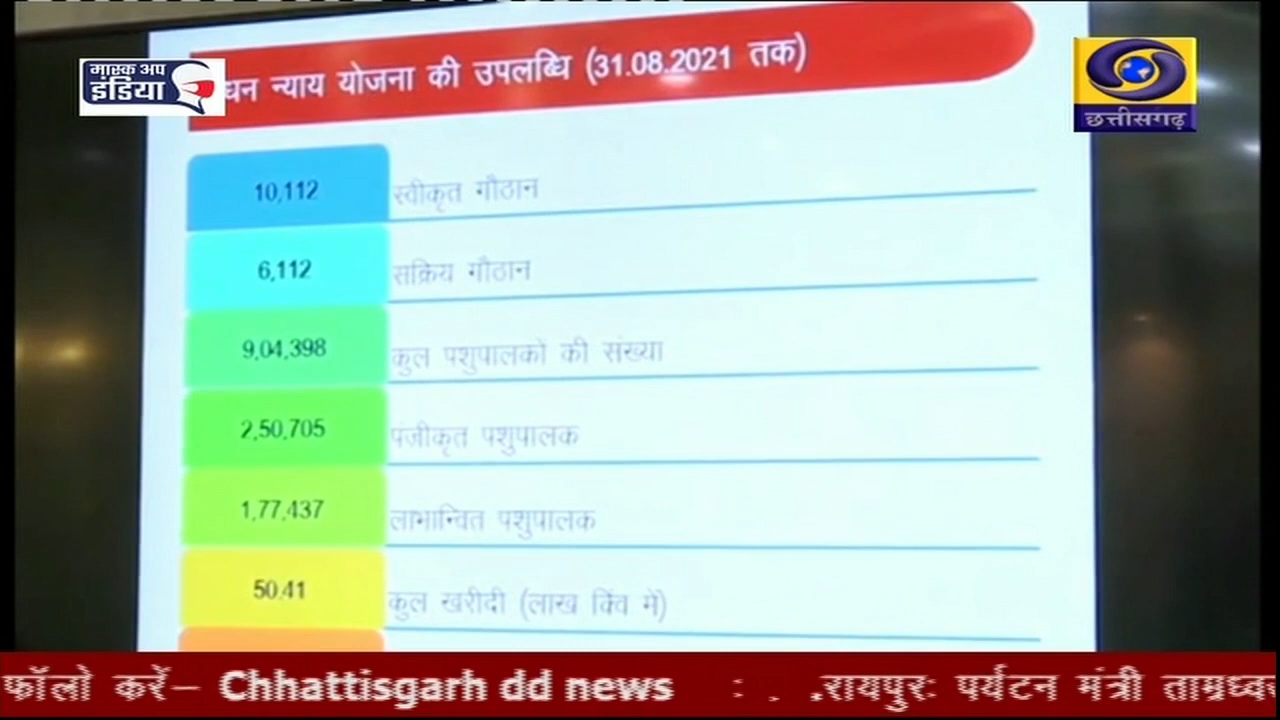 मास्क अप
इंडिया
धन न्याय योजना की उपलब्धि (31.08.2021 तक)
छत्तीसगढ़
10,112 स्वीकृत गौठान
6,112 सक्रिय गौठान
9,04,398 कुल पशुपालकों की संख्या
2,50,705 पंजीकृत पशुपालक
1,77,437 लाभान्वित पशुपालक
50.41 कुल खरीदी (लाख क्विं में)
फॉलो करें– Chhattisgarh dd news : . .रायपुरः पर्यटन मंत्री ताम्रध्वज